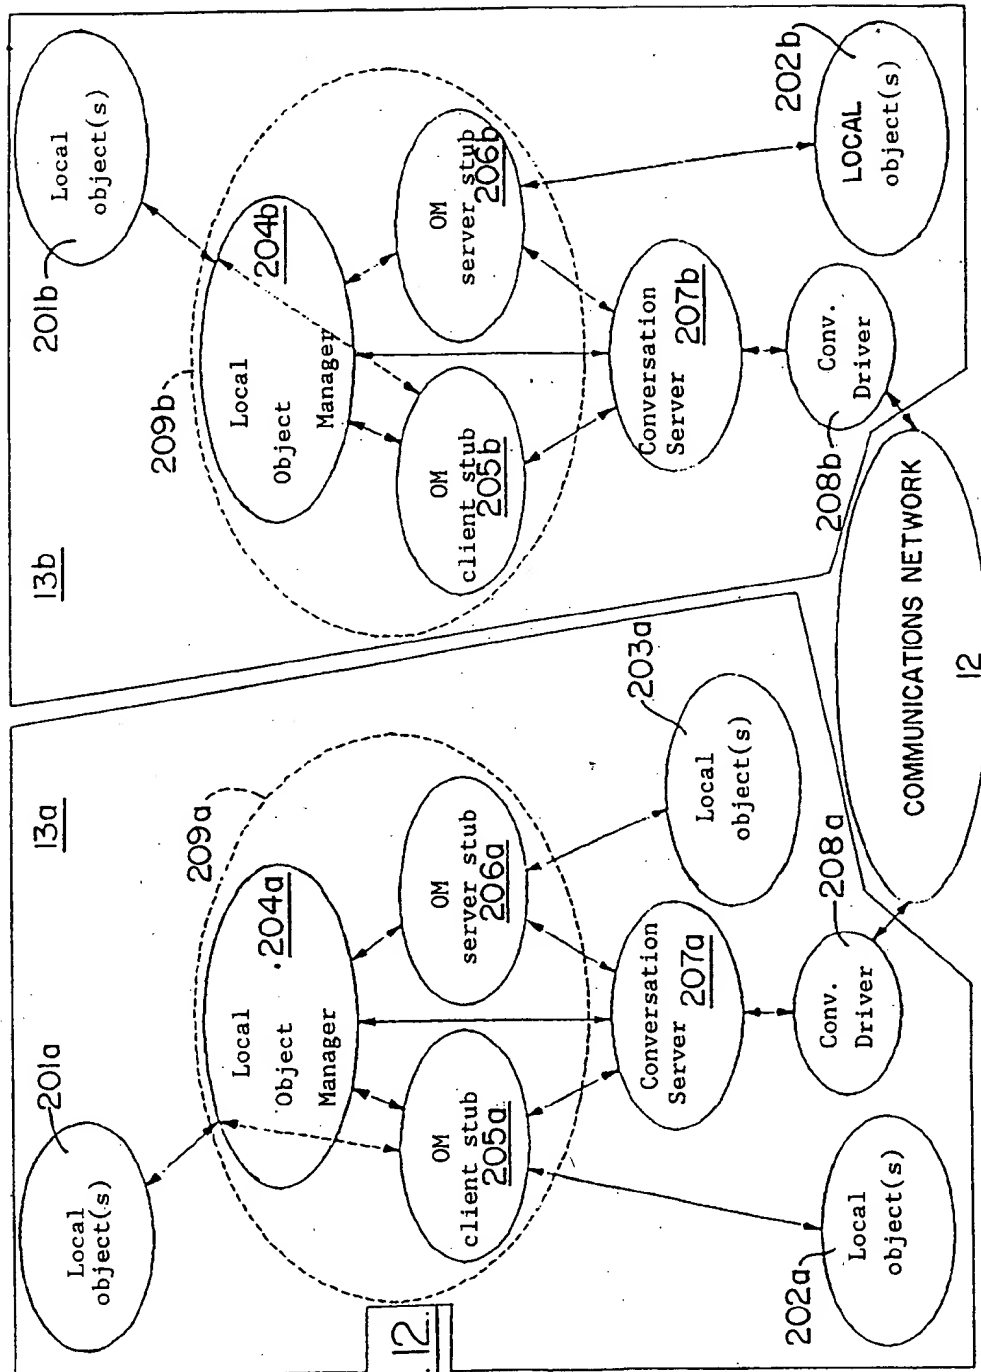 13a
201a
Local
object(s)
209a
Local
Object
Manager
204a
OM
client stub
205a
OM
server stub
206a
203a
Local
object(s)
Conversation
Server
207a
202a
Local
object(s)
Conv.
Driver
208a
13b
209b
201b
Local
object(s)
Local
Object
Manager
204b
OM
client stub
205b
OM
server stub
206b
Conversation
Server
207b
208b
Conv.
Driver
202b
LOCAL
object(s)
COMMUNICATIONS NETWORK
12
.12.